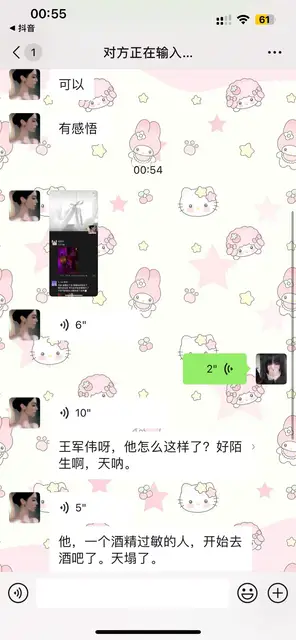 00:55
61
抖音
1
对方正在输入...
可以
有感悟
00:54
6"
2"
10"
王军伟呀，他怎么这样了？好陌
生啊，天呐。
5"
他，一个酒精过敏的人，开始去
酒吧了。天塌了。